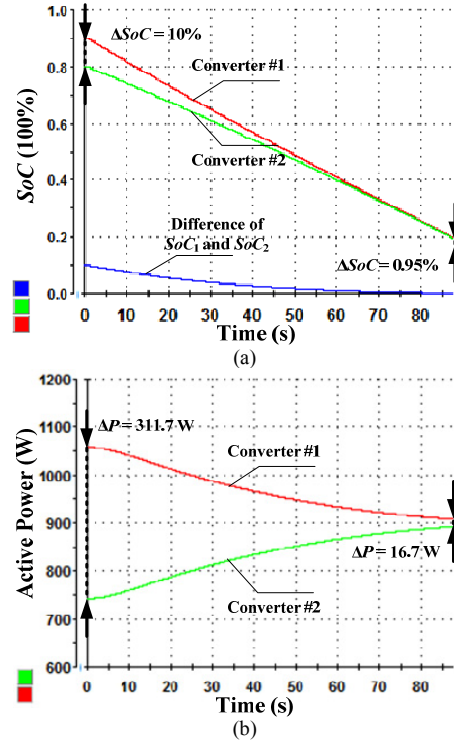 1.0
ΔSoC = 10%
0.8
Converter #1
0.6
Converter #2
0.4
SoC (100%)
Difference of
SoC₁ and SoC₂
0.2
ΔSoC = 0.95%
0.0
0 10 20 30 40 50 60 70 80
Time (s)
(a)
1200
ΔP = 311.7 W
1100
Converter #1
1000
900
ΔP = 16.7 W
800
Converter #2
700
600
Active Power (W)
0 10 20 30 40 50 60 70 80
Time (s)
(b)